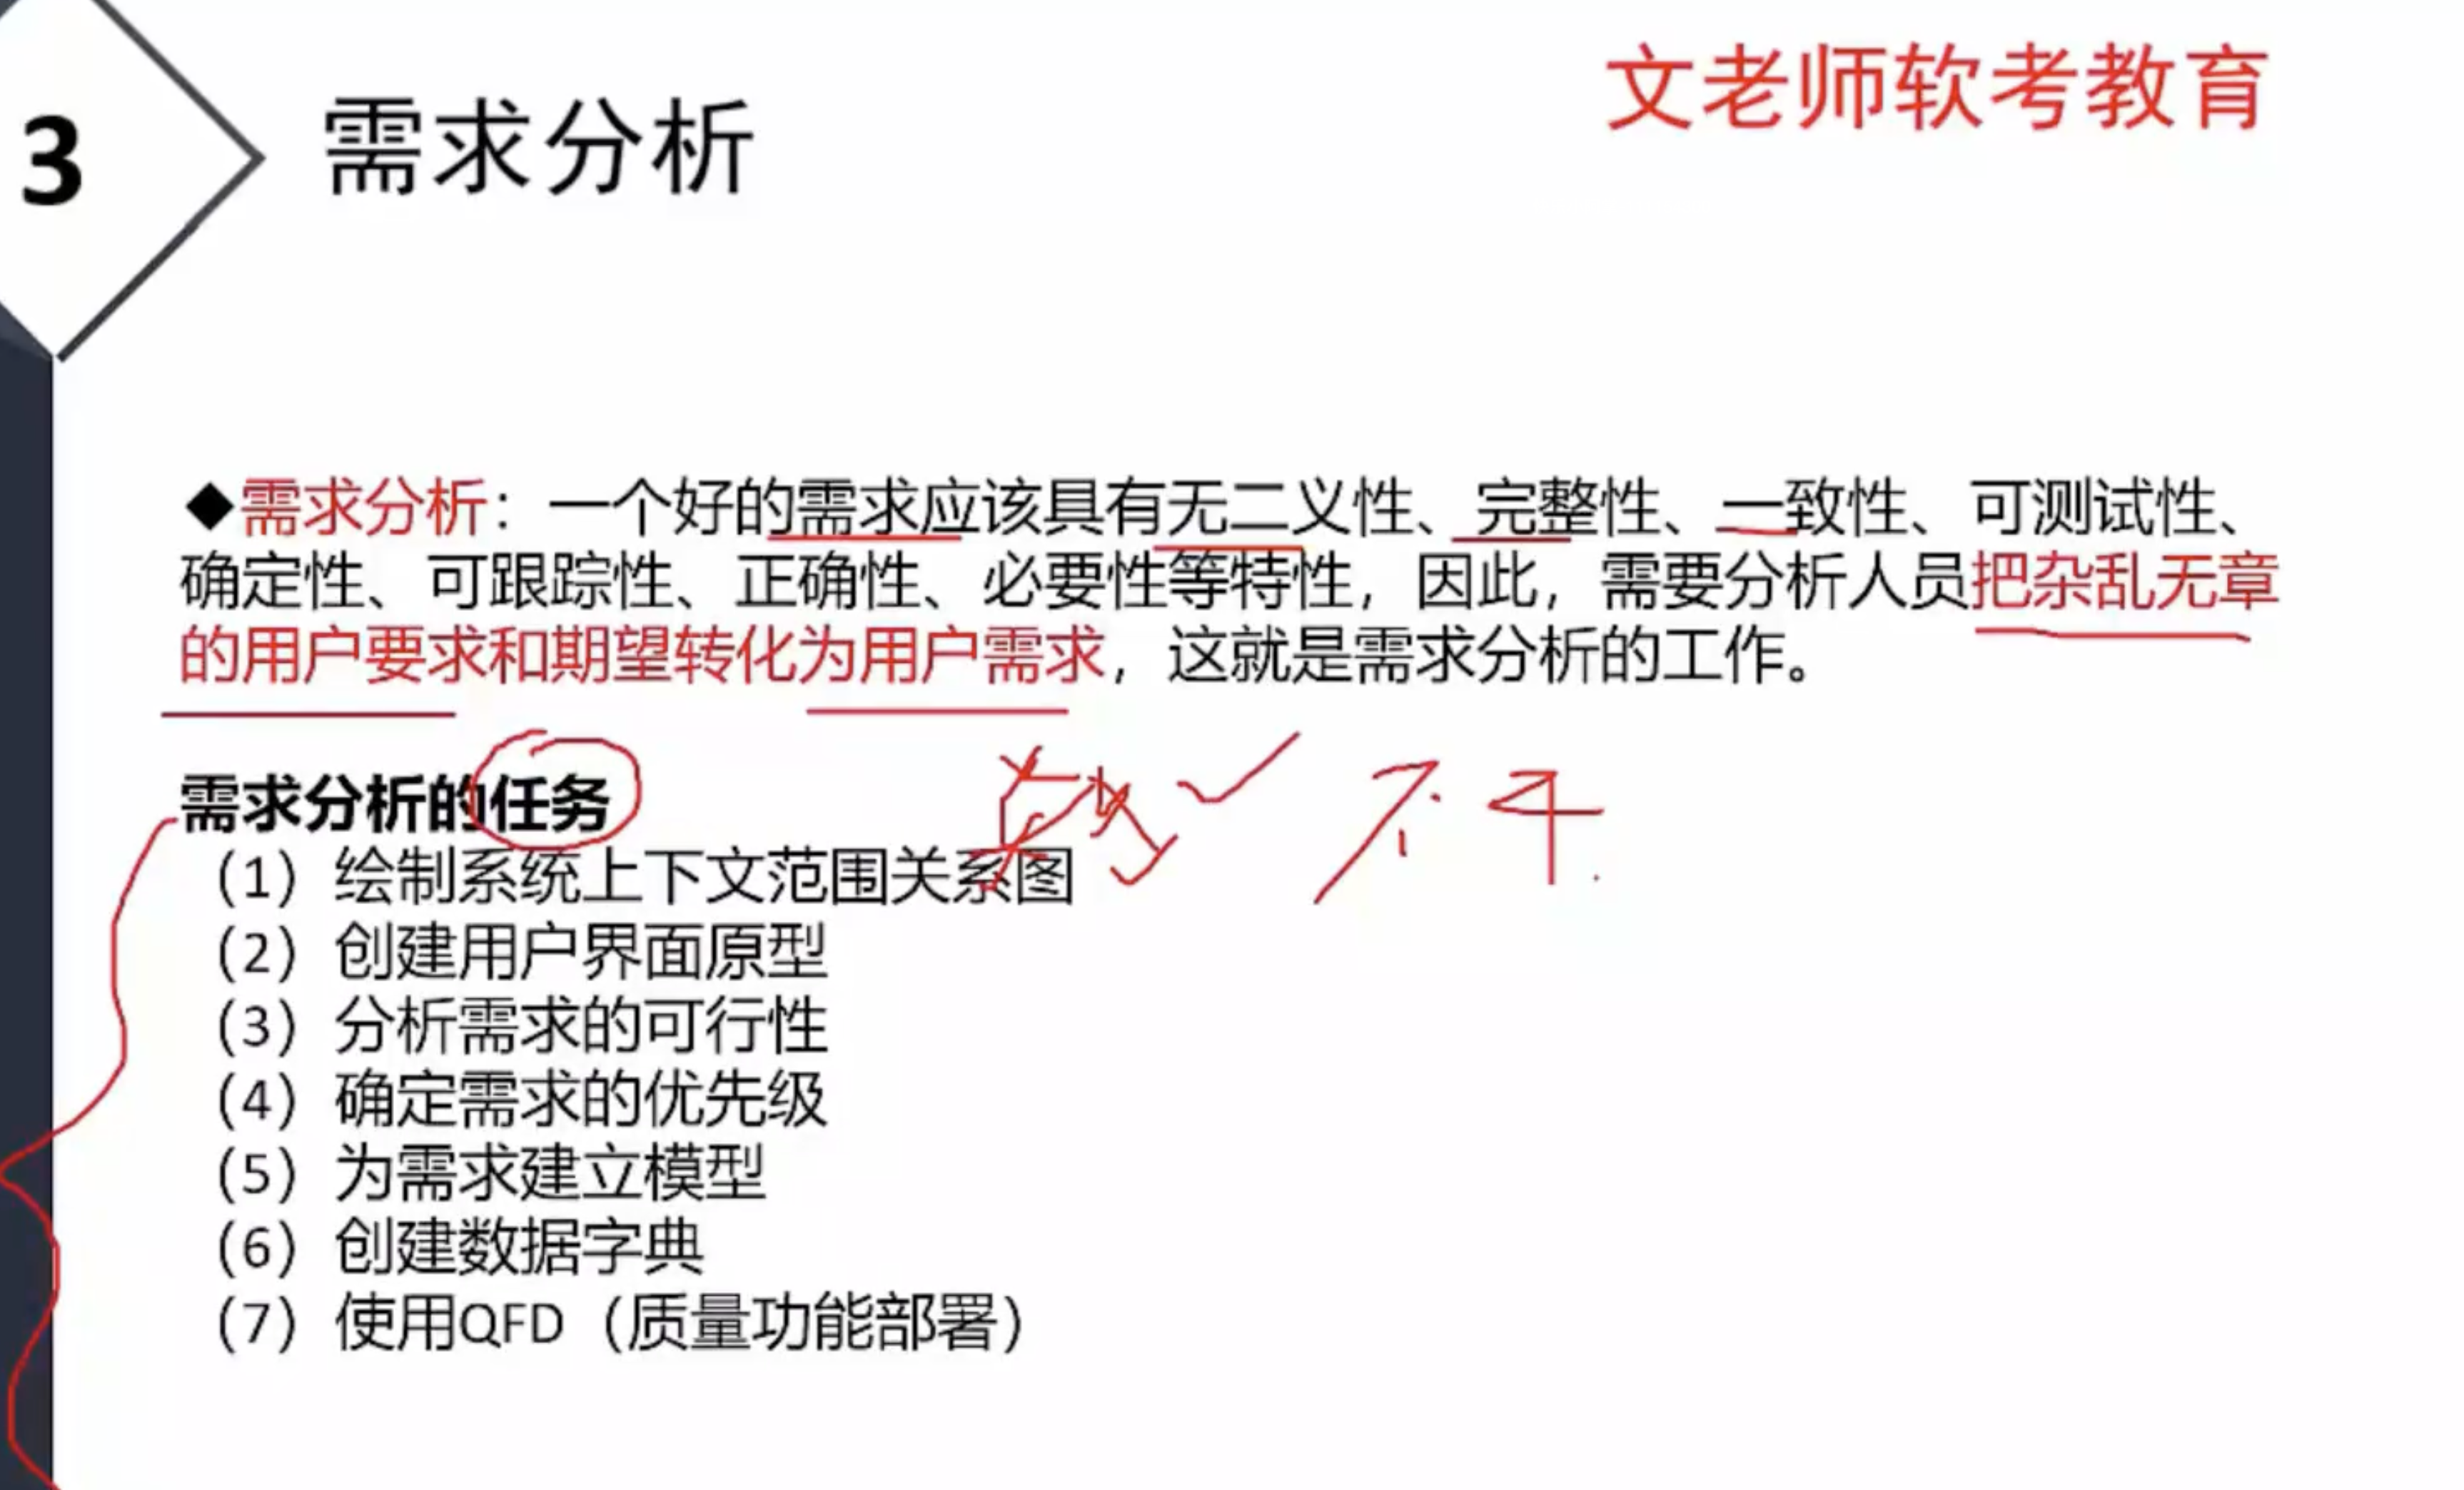 3
需求分析
文老师软考教育
◆需求分析：一个好的需求应该具有无二义性、完整性、一致性、可测试性、
确定性、可跟踪性、正确性、必要性等特性，因此，需要分析人员把杂乱无章
的用户要求和期望转化为用户需求，这就是需求分析的工作。
需求分析的任务
（1）绘制系统上下文范围关系图
（2）创建用户界面原型
（3）分析需求的可行性
（4）确定需求的优先级
（5）为需求建立模型
（6）创建数据字典
（7）使用QFD（质量功能部署）